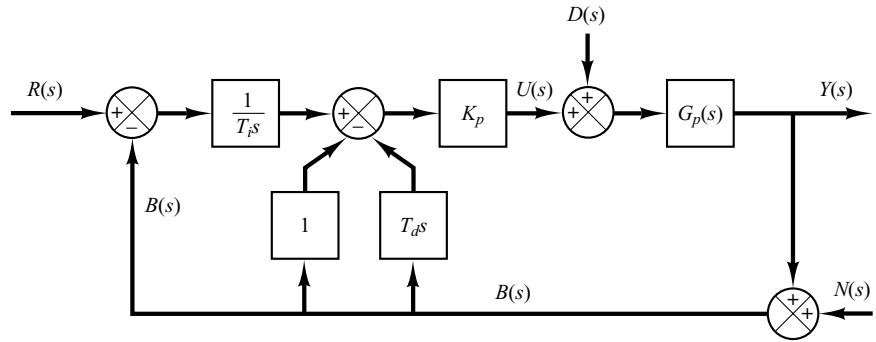 D(s)
R(s)
+
−
1
T_i s
+
−
K_p
U(s)
+
+
G_p(s)
Y(s)
B(s)
1
T_d s
B(s)
+
+
N(s)